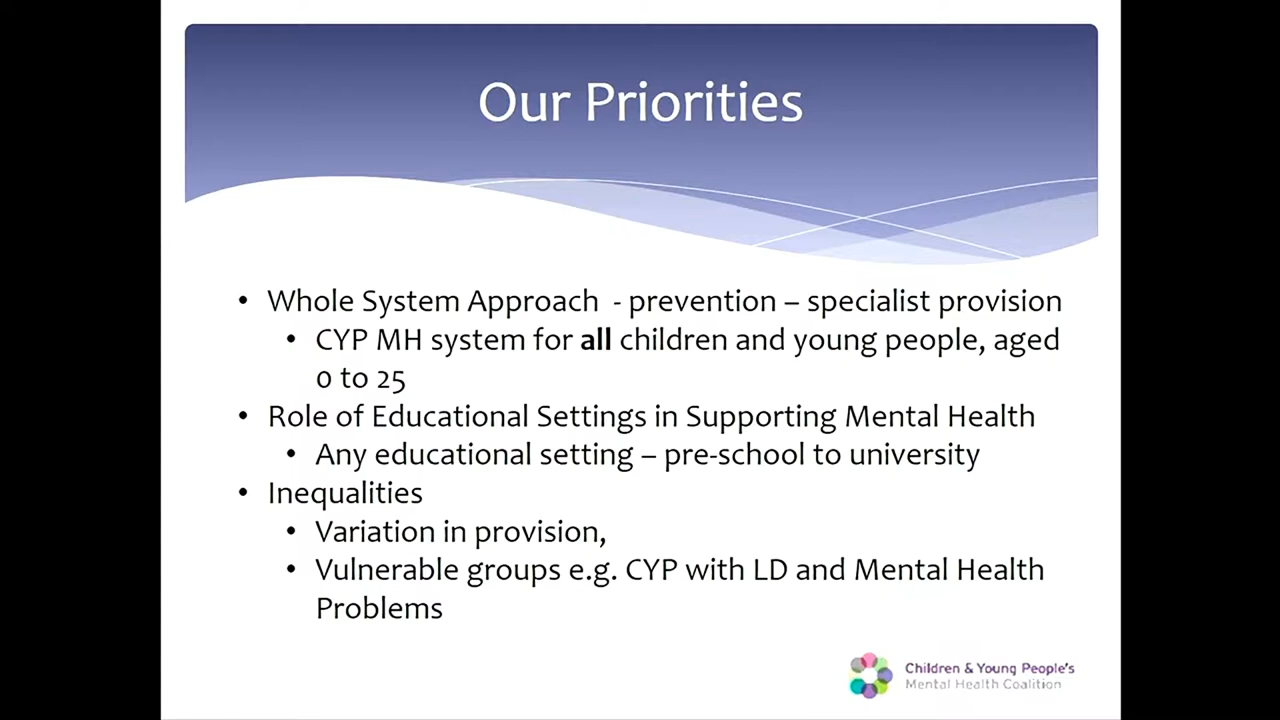 Our Priorities
• Whole System Approach  - prevention – specialist provision
• CYP MH system for all children and young people, aged
0 to 25
• Role of Educational Settings in Supporting Mental Health
• Any educational setting – pre-school to university
• Inequalities
• Variation in provision,
• Vulnerable groups e.g. CYP with LD and Mental Health
Problems
Children & Young People's
Mental Health Coalition